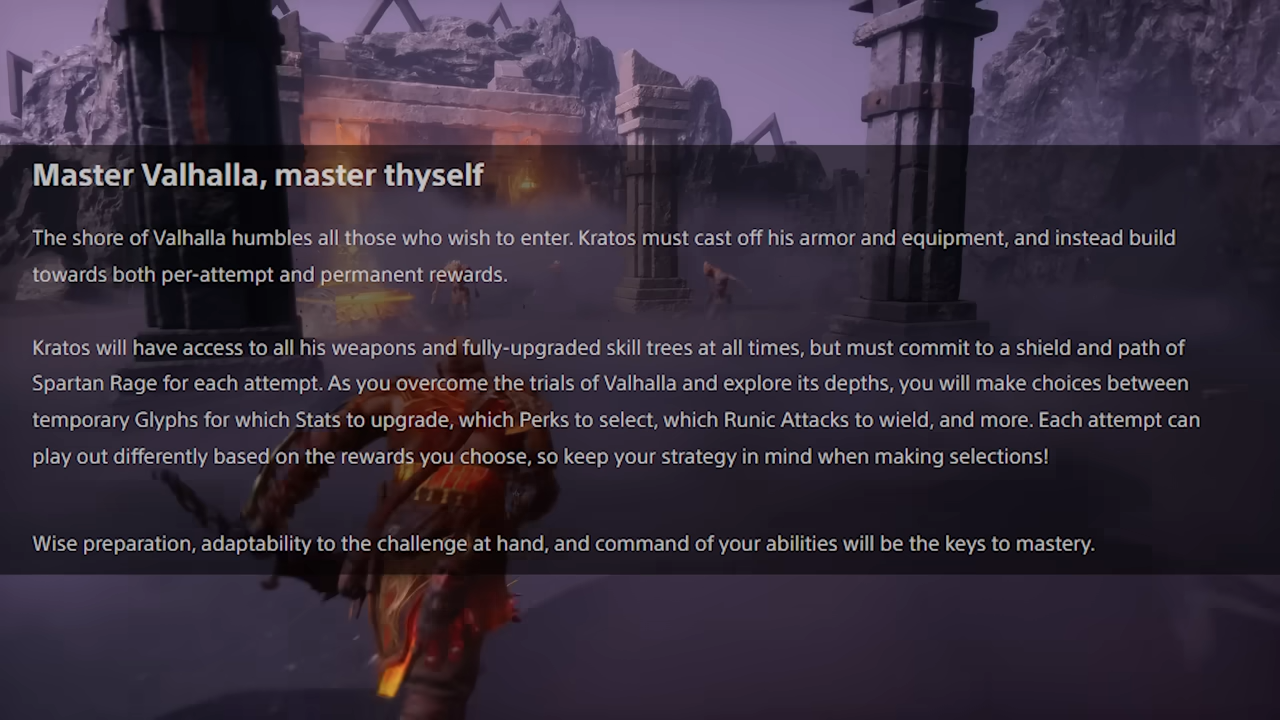 Master Valhalla, master thyself
The shore of Valhalla humbles all those who wish to enter. Kratos must cast off his armor and equipment, and instead build
towards both per-attempt and permanent rewards.
Kratos will have access to all his weapons and fully-upgraded skill trees at all times, but must commit to a shield and path of
Spartan Rage for each attempt. As you overcome the trials of Valhalla and explore its depths, you will make choices between
temporary Glyphs for which Stats to upgrade, which Perks to select, which Runic Attacks to wield, and more. Each attempt can
play out differently based on the rewards you choose, so keep your strategy in mind when making selections!
Wise preparation, adaptability to the challenge at hand, and command of your abilities will be the keys to mastery.